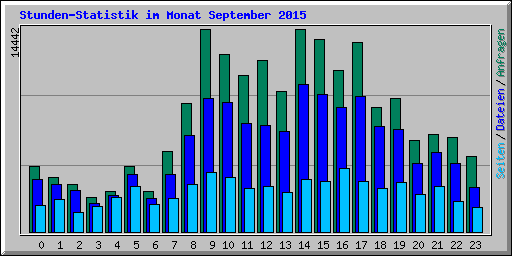 Stunden-Statistik im Monat September 2015
14442
Seiten / Dateien / Anfragen
0 1 2 3 4 5 6 7 8 9 10 11 12 13 14 15 16 17 18 19 20 21 22 23